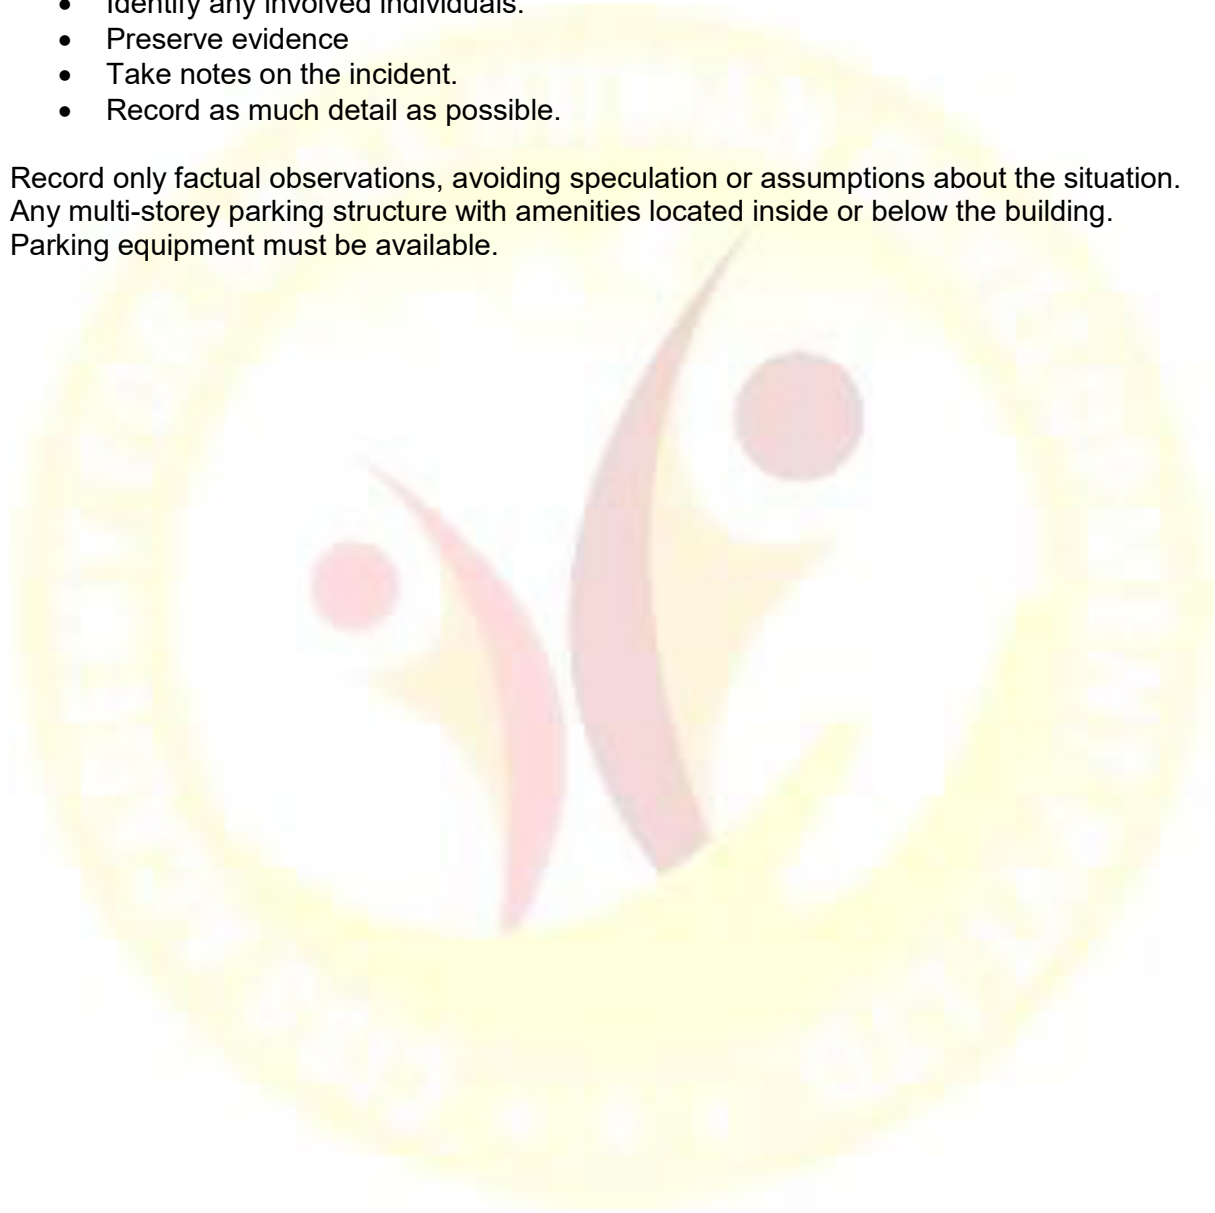 • Identify any involved individuals.
• Preserve evidence
• Take notes on the incident.
• Record as much detail as possible.
Record only factual observations, avoiding speculation or assumptions about the situation.
Any multi-storey parking structure with amenities located inside or below the building.
Parking equipment must be available.